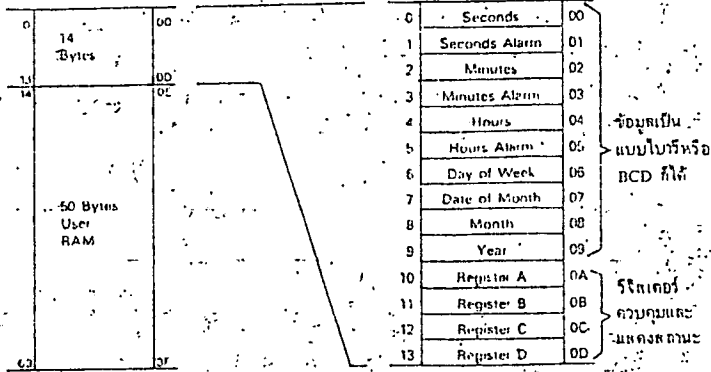 0 00
14
Bytes
13 0D
14 0E
50 Bytes
User
RAM
63 3F
0 Seconds 00
1 Seconds Alarm 01
2 Minutes 02
3 Minutes Alarm 03
4 Hours 04
5 Hours Alarm 05
6 Day of Week 06
7 Date of Month 07
8 Month 08
9 Year 09
10 Register A 0A
11 Register B 0B
12 Register C 0C
13 Register D 0D
ข้อมูลเป็น
แบบไบารีหรือ
BCD ก็ได้
รีจิสเตอร์
ควบคุมและ
แสดงสถานะ